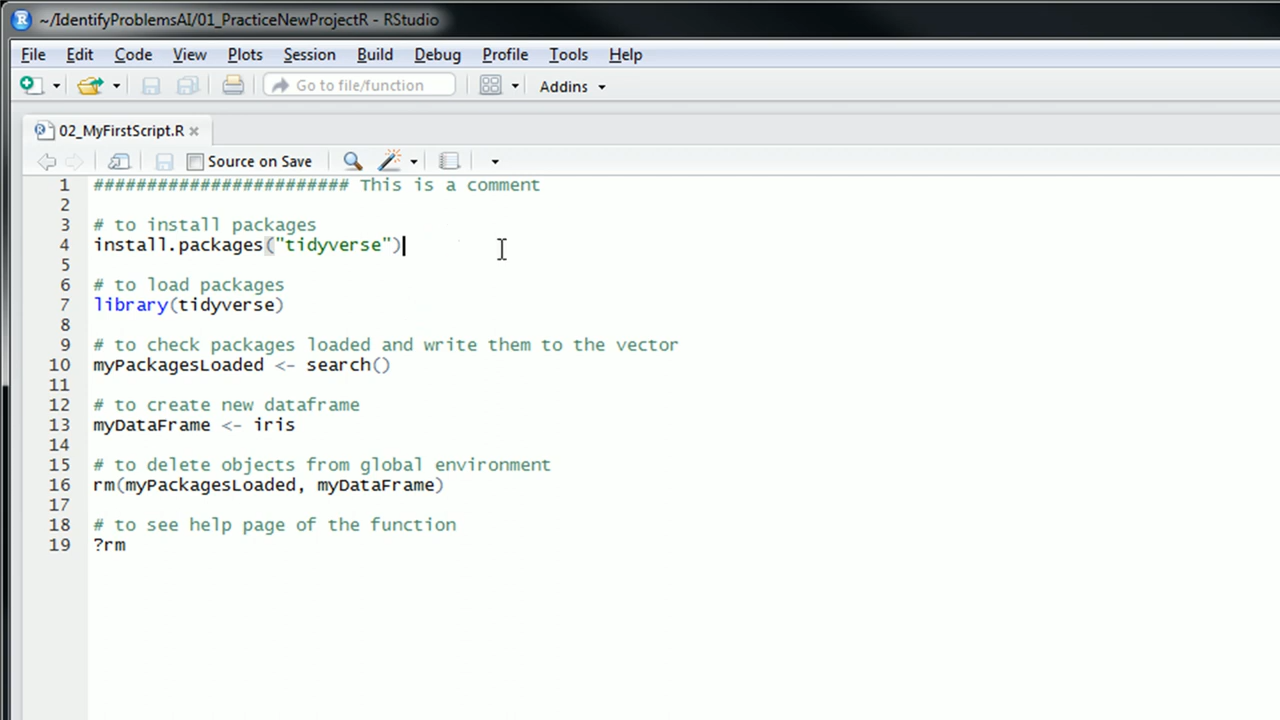 ~/IdentifyProblemsAI/01_PracticeNewProjectR - RStudio
File Edit Code View Plots Session Build Debug Profile Tools Help
Go to file/function Addins
02_MyFirstScript.R
Source on Save
1 ######################## This is a comment
2
3 # to install packages
4 install.packages("tidyverse")
5
6 # to load packages
7 library(tidyverse)
8
9 # to check packages loaded and write them to the vector
10 myPackagesLoaded <- search()
11
12 # to create new dataframe
13 myDataFrame <- iris
14
15 # to delete objects from global environment
16 rm(myPackagesLoaded, myDataFrame)
17
18 # to see help page of the function
19 ?rm